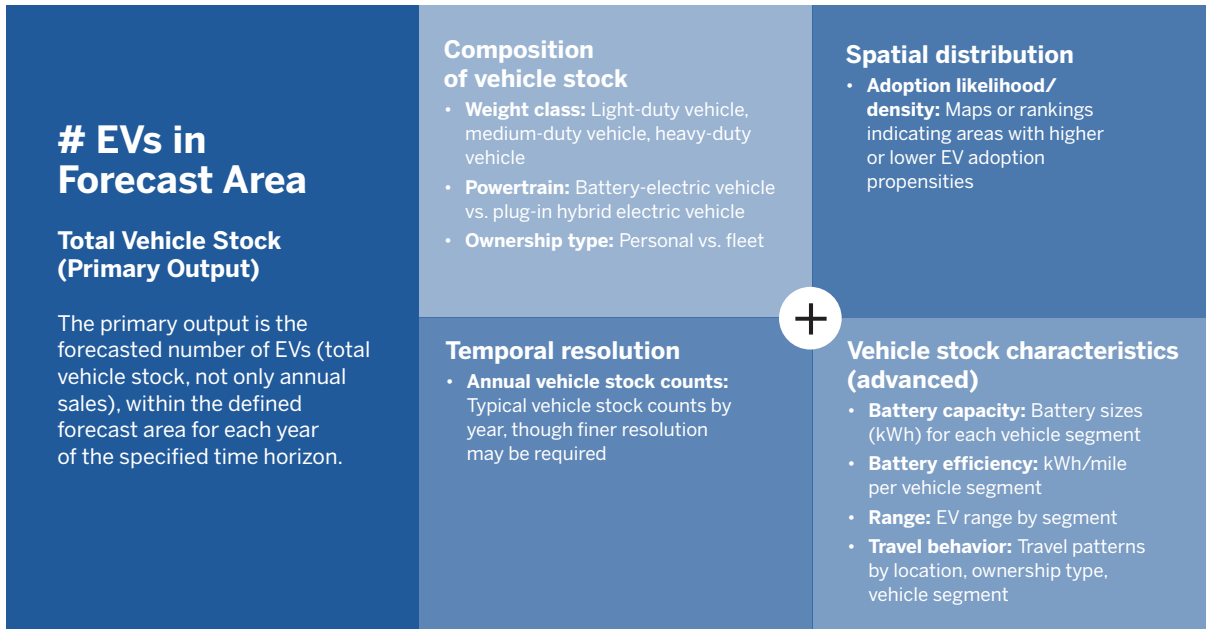 # EVs in
Forecast Area
Total Vehicle Stock
(Primary Output)
The primary output is the
forecasted number of EVs (total
vehicle stock, not only annual
sales), within the defined
forecast area for each year
of the specified time horizon.
Composition
of vehicle stock
• Weight class: Light-duty vehicle,
medium-duty vehicle, heavy-duty
vehicle
• Powertrain: Battery-electric vehicle
vs. plug-in hybrid electric vehicle
• Ownership type: Personal vs. fleet
Spatial distribution
• Adoption likelihood/
density: Maps or rankings
indicating areas with higher
or lower EV adoption
propensities
+
Temporal resolution
• Annual vehicle stock counts:
Typical vehicle stock counts by
year, though finer resolution
may be required
Vehicle stock characteristics
(advanced)
• Battery capacity: Battery sizes
(kWh) for each vehicle segment
• Battery efficiency: kWh/mile
per vehicle segment
• Range: EV range by segment
• Travel behavior: Travel patterns
by location, ownership type,
vehicle segment